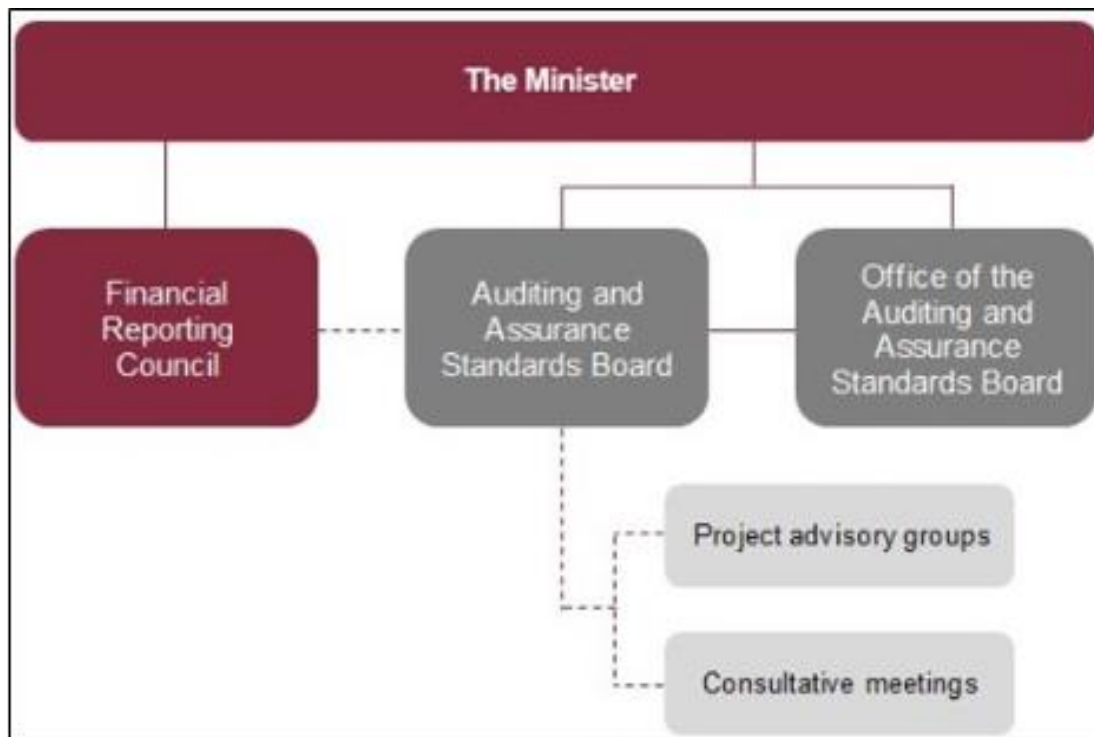 The Minister
Financial
Reporting
Council
Auditing and
Assurance
Standards Board
Office of the
Auditing and
Assurance
Standards Board
Project advisory groups
Consultative meetings